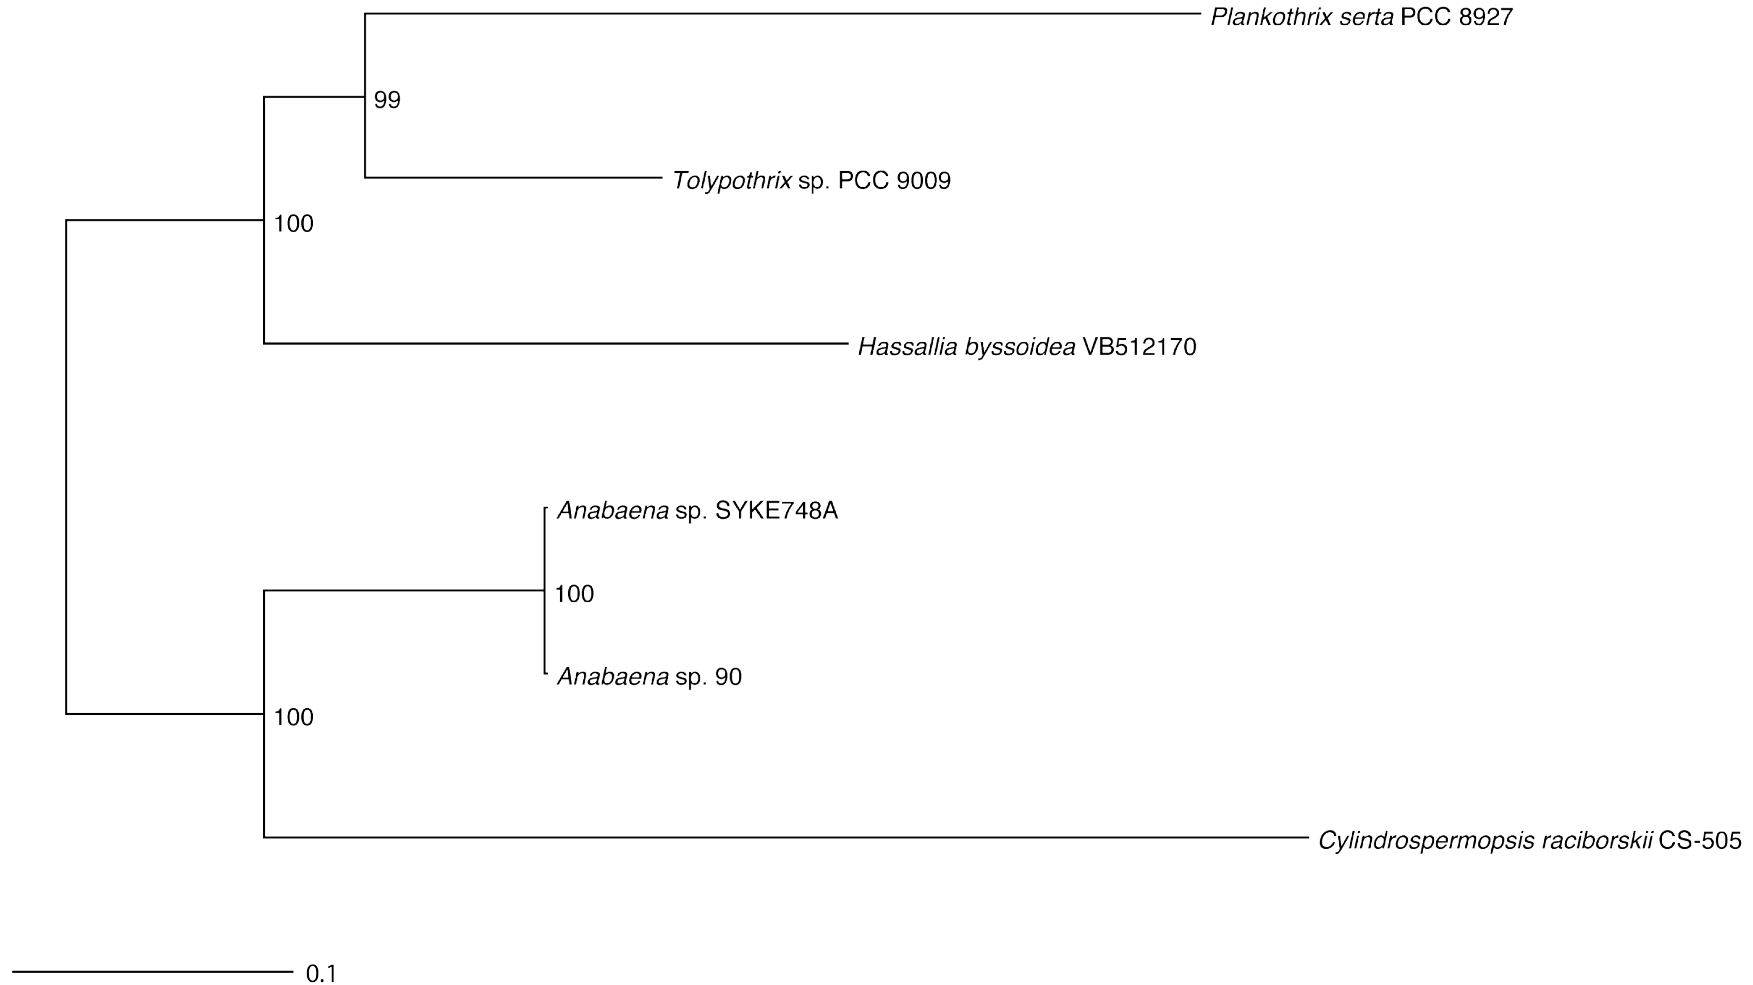 Plankothrix serta PCC 8927
99
Tolypothrix sp. PCC 9009
100
Hassallia byssoidea VB512170
Anabaena sp. SYKE748A
100
Anabaena sp. 90
100
Cylindrospermopsis raciborskii CS-505
0.1